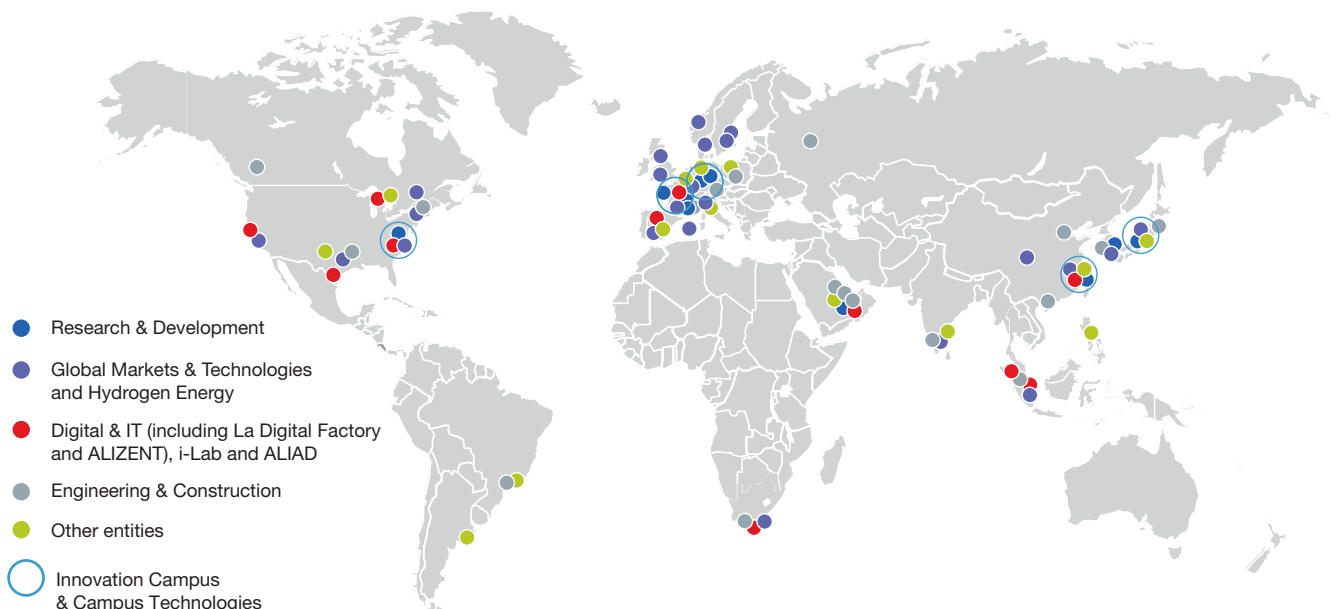 Research & Development
Global Markets & Technologies
and Hydrogen Energy
Digital & IT (including La Digital Factory
and ALIZENT), i-Lab and ALIAD
Engineering & Construction
Other entities
Innovation Campus
& Campus Technologies